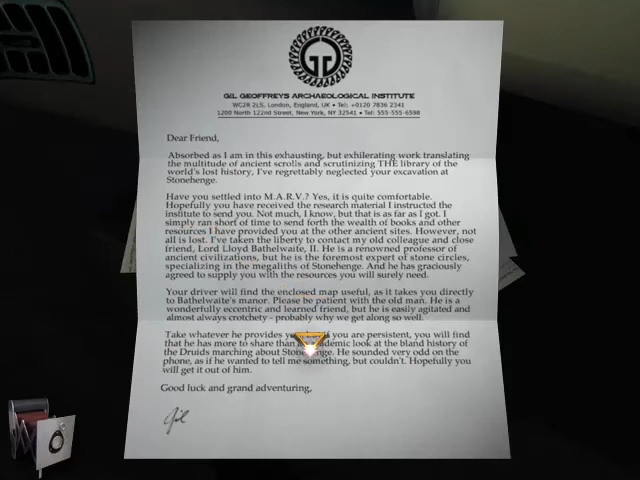 GIL GEOFFREYS ARCHAEOLOGICAL INSTITUTE
WC2R 2LS, London, England, UK • Tel: +0120 7836 2341
1200 North 122nd Street, New York, NY 32541 • Tel: 555-555-6598
Dear Friend,
Absorbed as I am in this exhausting, but exhilerating work translating
the multitude of ancient scrolls and scrutinizing THE library of the
world's lost history, I've regrettably neglected your excavation at
Stonehenge.
Have you settled into M.A.R.V.? Yes, it is quite comfortable.
Hopefully you have received the research material I instructed the
institute to send you. Not much, I know, but that is as far as I got. I
simply ran short of time to send forth the wealth of books and other
resources I have provided you at the other ancient sites. However, not
all is lost. I've taken the liberty to contact my old colleague and close
friend, Lord Lloyd Bathelwaite, II. He is a renowned professor of
ancient civilizations, but he is the foremost expert of stone circles,
specializing in the megaliths of Stonehenge. And he has graciously
agreed to supply you with the resources you will surely need.
Your driver will find the enclosed map useful, as it takes you directly
to Bathelwaite's manor. Please be patient with the old man. He is a
wonderfully eccentric and learned friend, but he is easily agitated and
almost always crotchety - probably why we get along so well.
Take whatever he provides you are persistent, you will find
that he has more to share than look at the bland history of
the Druids marching about Stonehenge. He sounded very odd on the
phone, as if he wanted to tell me something, but couldn't. Hopefully you
will get it out of him.
Good luck and grand adventuring,
Gil